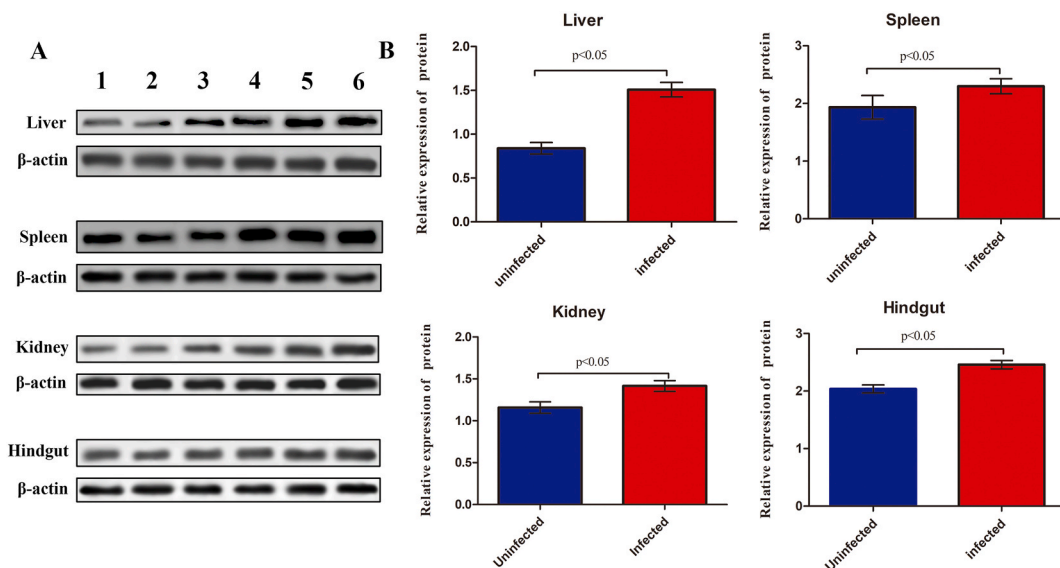 A
1 2 3 4 5 6
Liver
β-actin
Spleen
β-actin
Kidney
β-actin
Hindgut
β-actin
B
Liver
p<0.05
Relative expression of protein
2.0
1.5
1.0
0.5
0.0
uninfected
infected
Spleen
p<0.05
Relative expression of protein
3
2
1
0
uninfected
infected
Kidney
p<0.05
Relative expression of protein
2.0
1.5
1.0
0.5
0.0
Uninfected
Infected
Hindgut
p<0.05
Relative expression of protein
3
2
1
0
Uninfected
infected